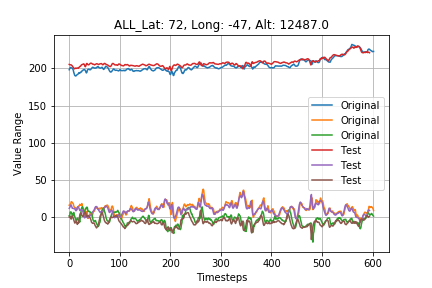 ALL_Lat: 72, Long: -47, Alt: 12487.0
Value Range
200
150
100
50
0
Original
Original
Original
Test
Test
Test
0
100
200
300
400
500
600
Timesteps